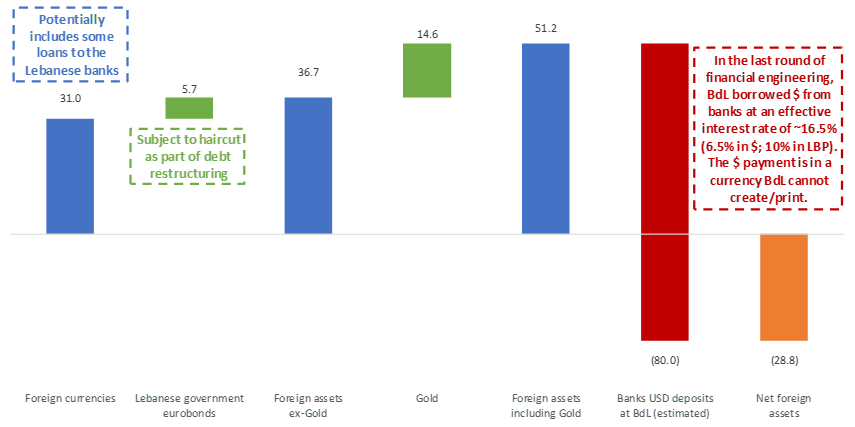 Potentially
includes some
loans to the
Lebanese banks
31.0
5.7
Subject to haircut
as part of debt
restructuring
36.7
14.6
51.2
In the last round of
financial engineering,
BdL borrowed $ from
banks at an effective
interest rate of ~16.5%
(6.5% in $; 10% in LBP).
The $ payment is in a
currency BdL cannot
create/print.
(80.0)
(28.8)
Foreign currencies
Lebanese government
eurobonds
Foreign assets
ex-Gold
Gold
Foreign assets
including Gold
Banks USD deposits
at BdL (estimated)
Net foreign
assets